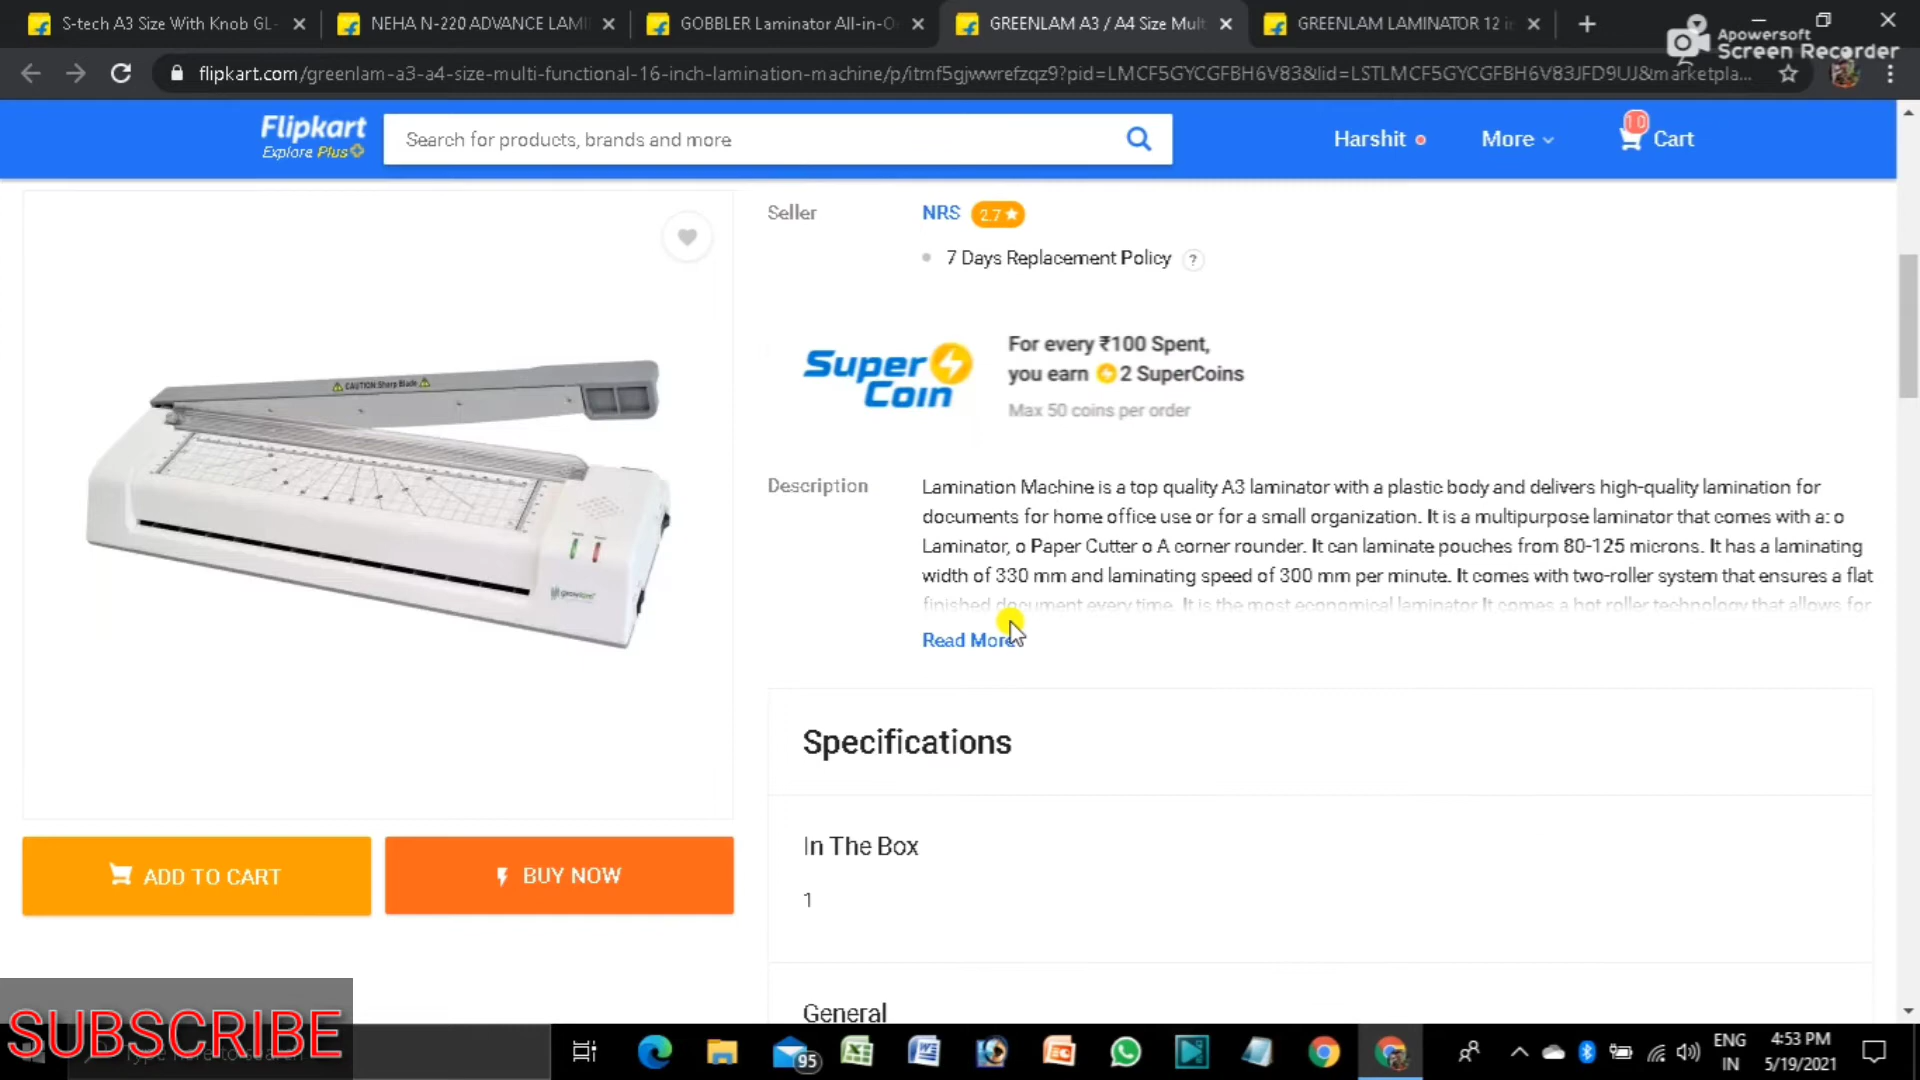 S-tech A3 Size With Knob GL-
NEHA N-220 ADVANCE LAMI
GOBBLER Laminator All-in-O
GREENLAM A3 / A4 Size Mult
GREENLAM LAMINATOR 12 i
Apowersoft
Screen Recorder
flipkart.com/greenlam-a3-a4-size-multi-functional-16-inch-lamination-machine/p/itmf5gjwwrefzqz9?pid=LMCF5GYCGFBH6V83&lid=LSTLMCF5GYCGFBH6V83JFD9UJ&marketpla...
Flipkart
Explore Plus
Search for products, brands and more
Harshit
More
10
Cart
Seller
NRS
2.7★
7 Days Replacement Policy
?
Super Coin
For every ₹100 Spent,
you earn 2 SuperCoins
Max 50 coins per order
CAUTION Sharp Blade
Description
Lamination Machine is a top quality A3 laminator with a plastic body and delivers high-quality lamination for
documents for home office use or for a small organization. It is a multipurpose laminator that comes with a: o
Laminator, o Paper Cutter o A corner rounder. It can laminate pouches from 80-125 microns. It has a laminating
width of 330 mm and laminating speed of 300 mm per minute. It comes with two-roller system that ensures a flat
finished document every time. It is the most economical laminator It comes a hot roller technology that allows for
Read More
Specifications
In The Box
1
General
ADD TO CART
BUY NOW
SUBSCRIBE
Type here to search
95
ENG
IN
4:53 PM
5/19/2021